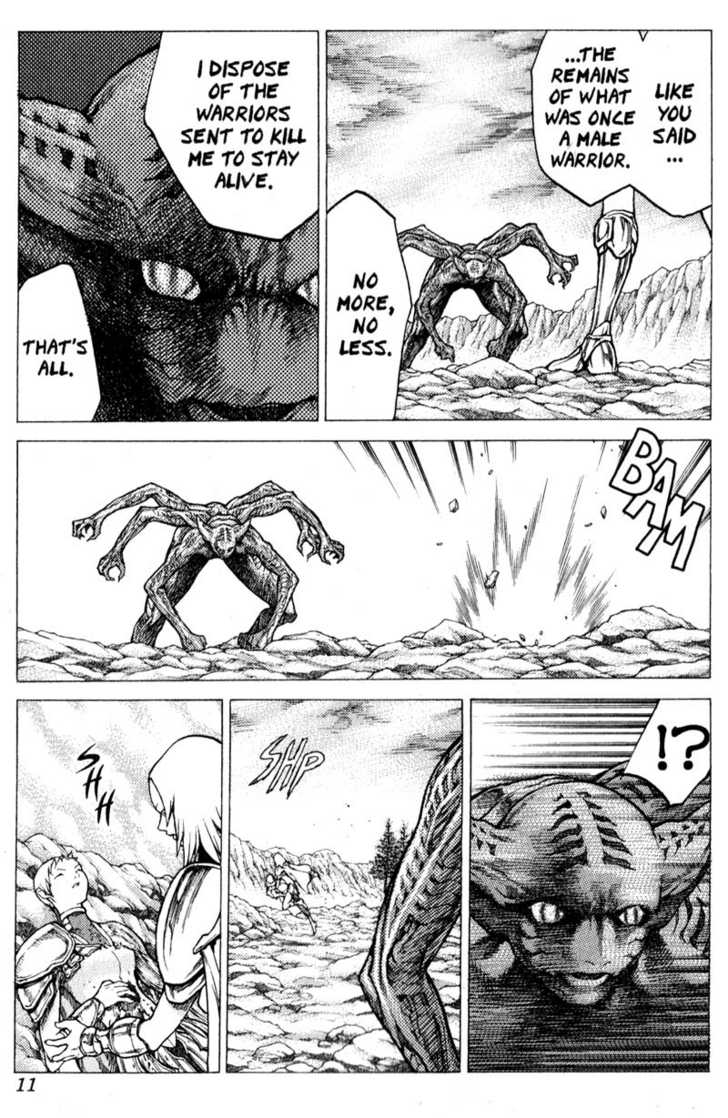 LIKE
YOU
SAID
...
...THE
REMAINS
OF WHAT
WAS ONCE
A MALE
WARRIOR.
NO
MORE,
NO
LESS.
I DISPOSE
OF THE
WARRIORS
SENT TO KILL
ME TO STAY
ALIVE.
THAT'S
ALL.
BAM
!?
SHP
SHH
11